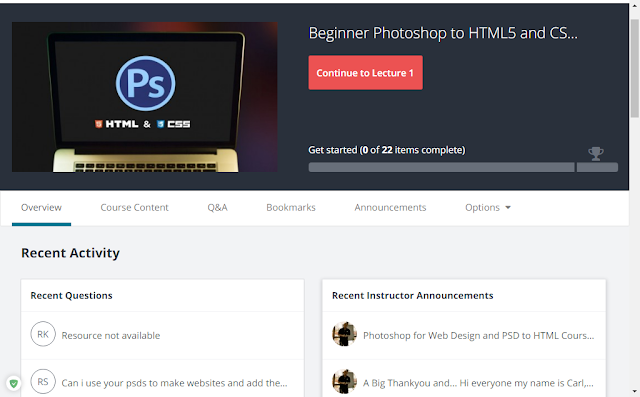 Beginner Photoshop to HTML5 and CS...
Ps
HTML & CSS
Continue to Lecture 1
Get started (0 of 22 items complete)
Overview Course Content Q&A Bookmarks Announcements Options
Recent Activity
Recent Questions
RK Resource not available
RS Can i use your psds to make websites and add the...
Recent Instructor Announcements
Photoshop for Web Design and PSD to HTML Cours...
A Big Thankyou and... Hi everyone my name is Carl,...